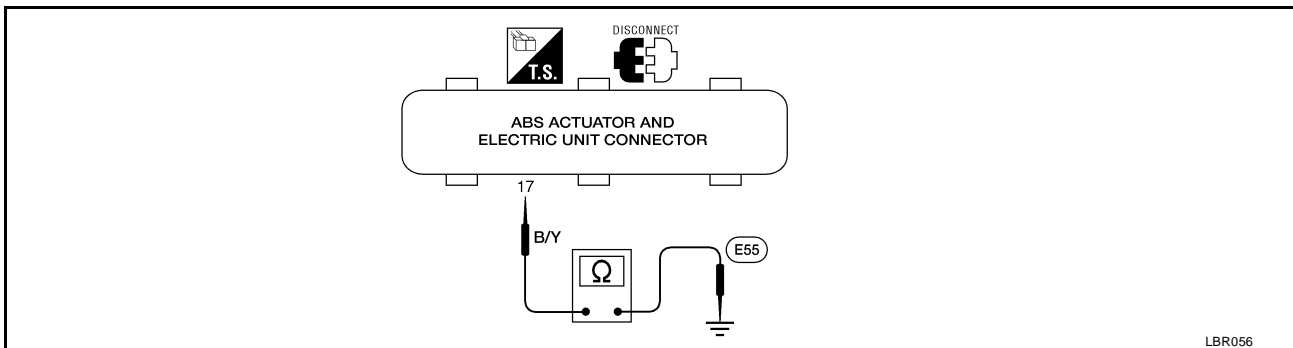 DISCONNECT
T.S.
ABS ACTUATOR AND
ELECTRIC UNIT CONNECTOR
17
B/Y
E55
Ω
LBR056